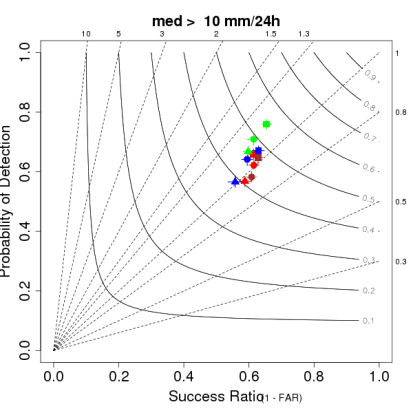 med > 10 mm/24h
10 5 3 2 1.5 1.3
1.0 1
0.9
0.8 0.8 0.8
0.7
0.6 0.6
0.5 0.5
0.4 0.4
0.3 0.3
0.2 0.2
0.1
0.0
0.0 0.2 0.4 0.6 0.8 1.0
Probability of Detection
Success Ratio(1 - FAR)